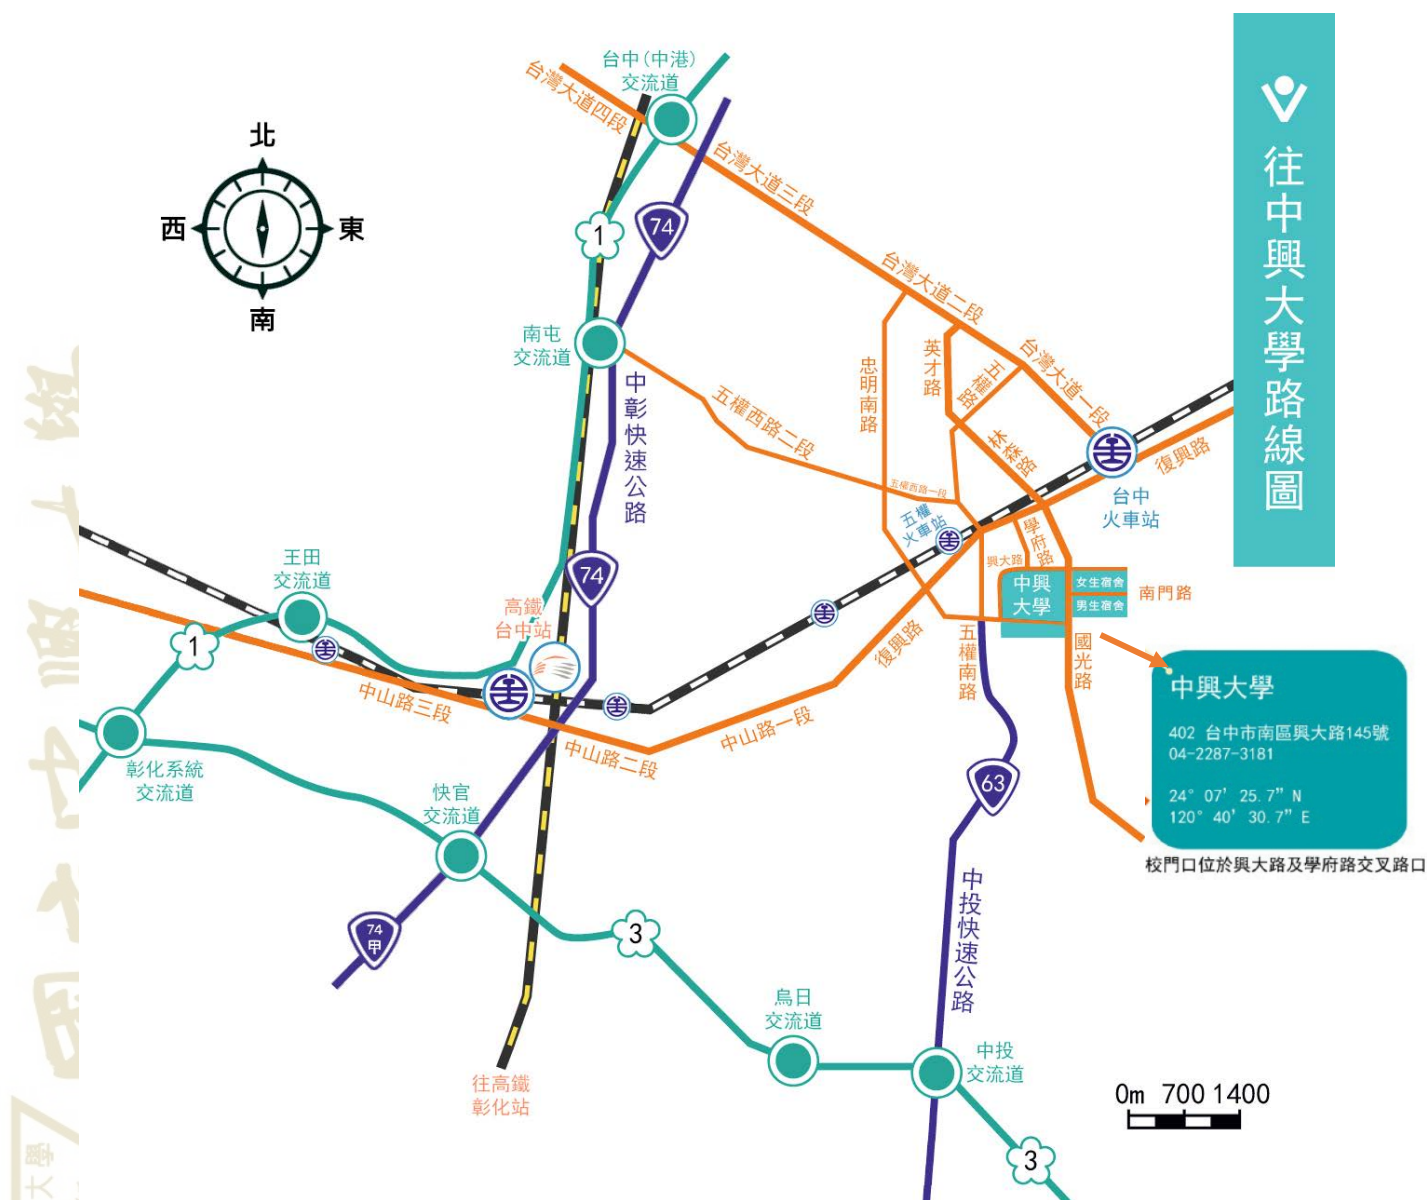 往中興大學路線圖
北
西
東
南
台中(中港)
交流道
台灣大道四段
台灣大道三段
台灣大道二段
台灣大道一段
74
1
南屯
交流道
中彰快速公路
五權西路二段
五權西路一段
忠明南路
英才路
五權路
林森路
復興路
台中
火車站
五權
火車站
學府路
興大路
中興
大學
女生宿舍
男生宿舍
南門路
國光路
五權南路
復興路
74
高鐵
台中站
王田
交流道
1
中山路三段
中山路二段
中山路一段
彰化系統
交流道
快官
交流道
74
甲
3
63
中投快速公路
烏日
交流道
中投
交流道
3
往高鐵
彰化站
中興大學
402 台中市南區興大路145號
04-2287-3181
24° 07' 25.7” N
120° 40' 30.7” E
校門口位於興大路及學府路交叉路口
0m 700 1400
大學